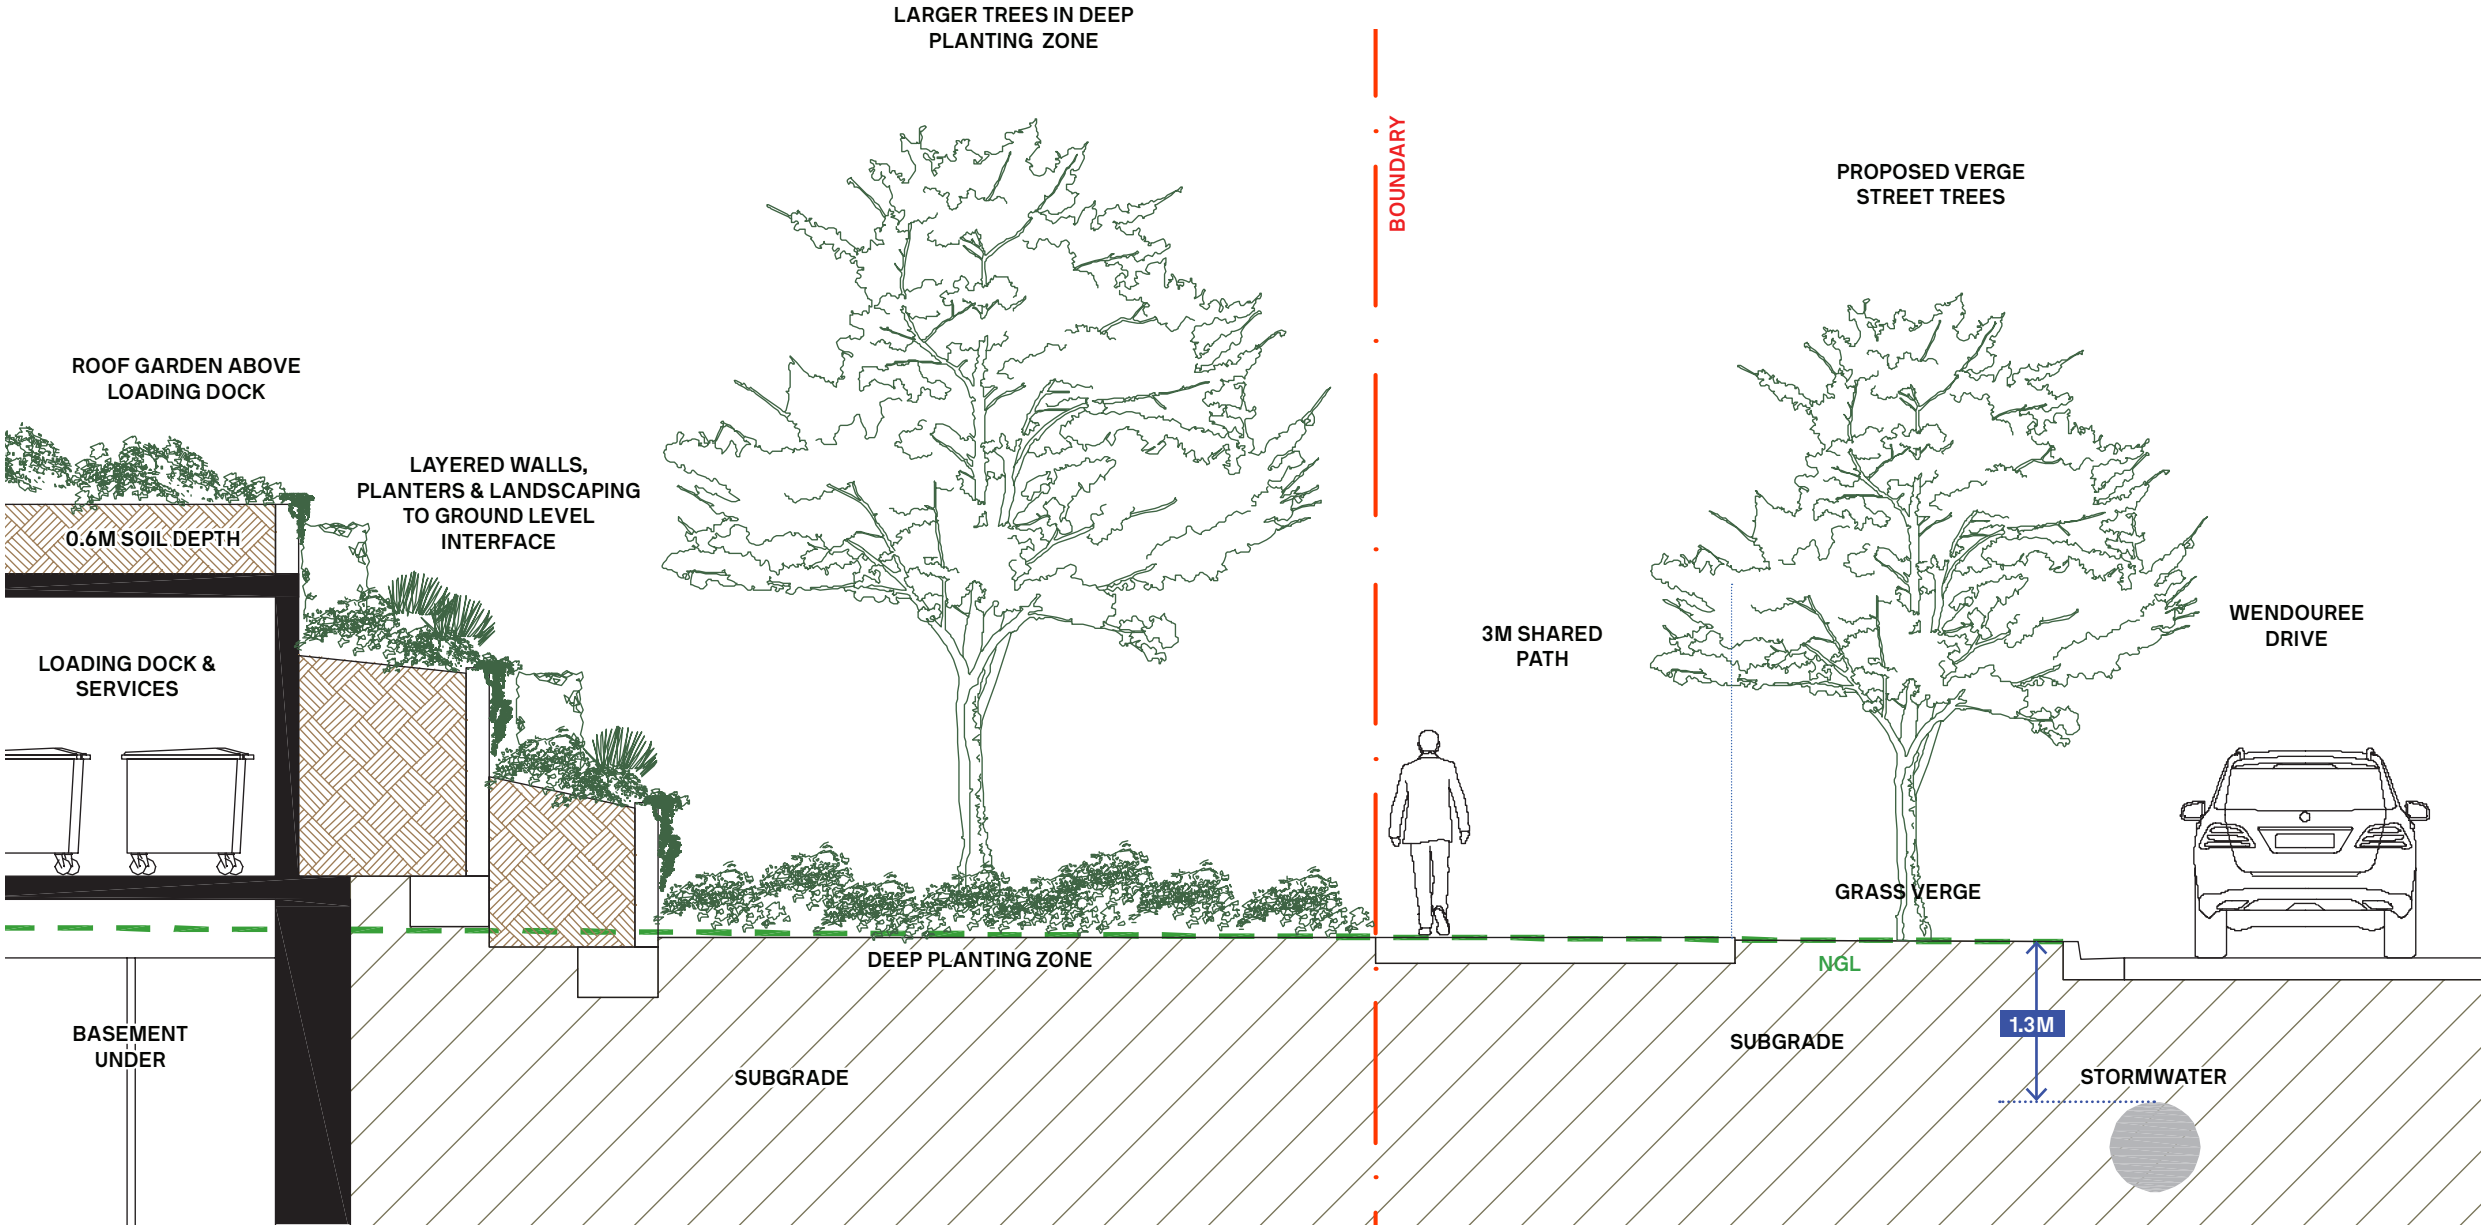 LARGER TREES IN DEEP
PLANTING ZONE
BOUNDARY
PROPOSED VERGE
STREET TREES
ROOF GARDEN ABOVE
LOADING DOCK
LAYERED WALLS,
PLANTERS & LANDSCAPING
TO GROUND LEVEL
INTERFACE
0.6M SOIL DEPTH
LOADING DOCK &
SERVICES
3M SHARED
PATH
WENDOUREE
DRIVE
GRASS VERGE
DEEP PLANTING ZONE
NGL
BASEMENT
UNDER
SUBGRADE
SUBGRADE
1.3M
STORMWATER